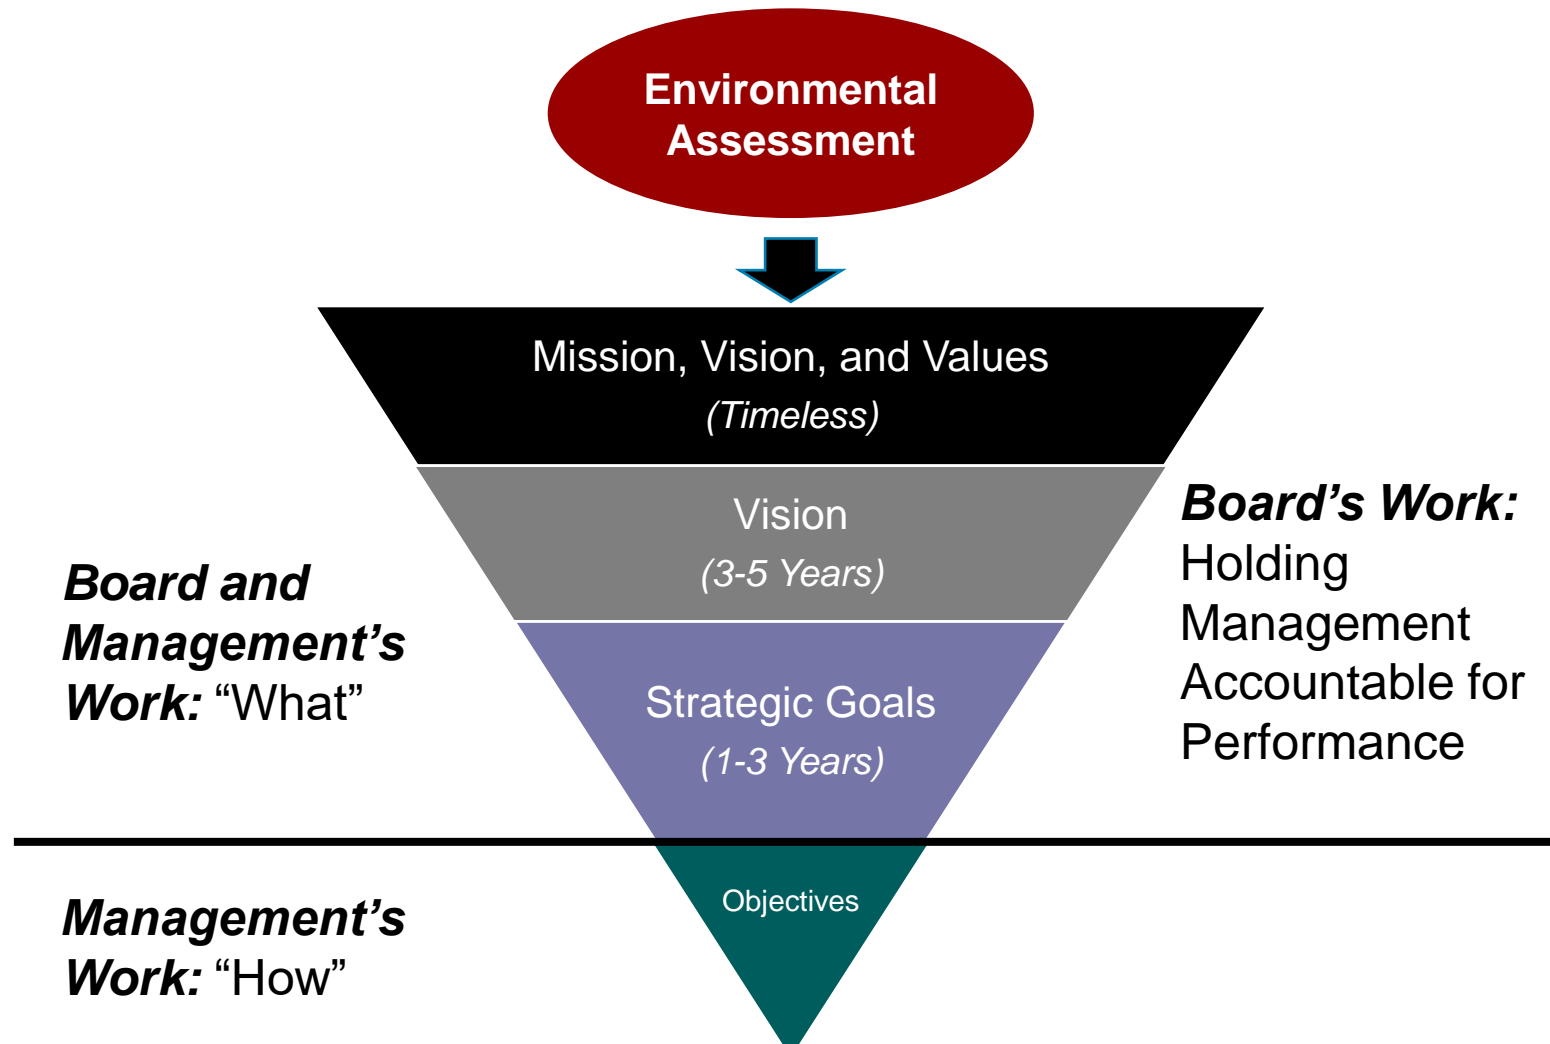 Environmental
Assessment
Mission, Vision, and Values
(Timeless)
Vision
(3-5 Years)
Strategic Goals
(1-3 Years)
Objectives
Board and
Management’s
Work: “What”
Board’s Work:
Holding
Management
Accountable for
Performance
Management’s
Work: “How”